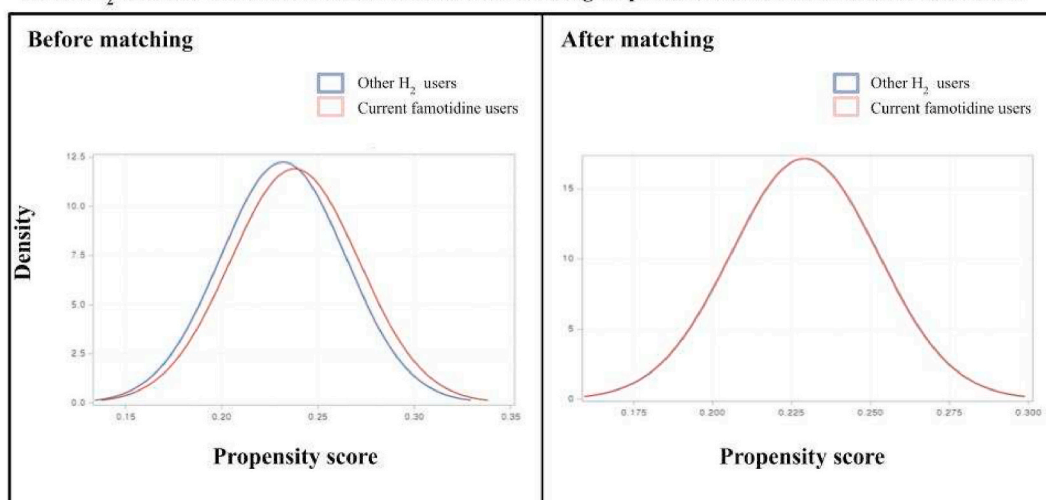 Before matching
Other H₂ users
Current famotidine users
12.5
10.0
7.5
5.0
2.5
0.0
0.15
0.20
0.25
0.30
0.35
Density
Propensity score
After matching
Other H₂ users
Current famotidine users
15
10
5
0
0.175
0.200
0.225
0.250
0.275
0.300
Propensity score